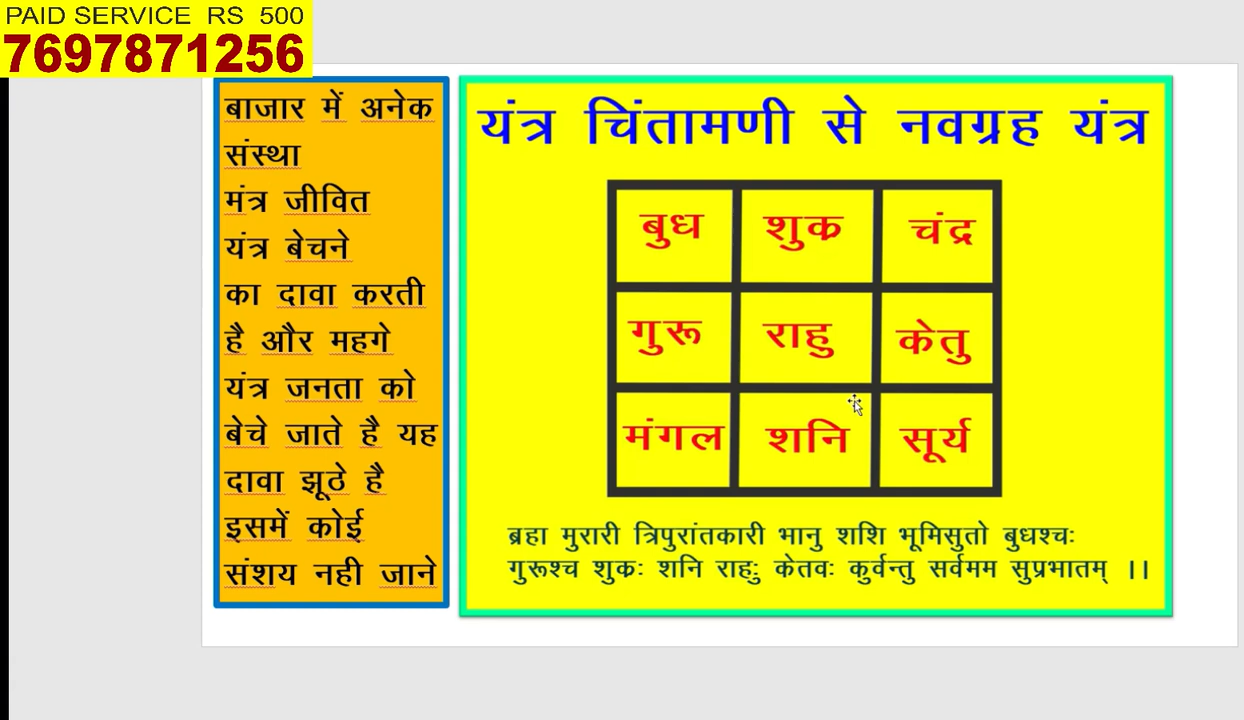 PAID SERVICE RS 500
7697871256
बाजार में अनेक
संस्था
मंत्र जीवित
यंत्र बेचने
का दावा करती
है और महगे
यंत्र जनता को
बेचे जाते है यह
दावा झूठे है
इसमें कोई
संशय नही जाने
यंत्र चिंतामणी से नवग्रह यंत्र
बुध शुक्र चंद्र
गुरू राहु केतु
मंगल शनि सूर्य
ब्रहा मुरारी त्रिपुरांतकारी भानु शशि भूमिसुतो बुधश्चः
गुरूश्च शुक्रः शनि राहुः केतवः कुर्वन्तु सर्वमम सुप्रभातम् ।।